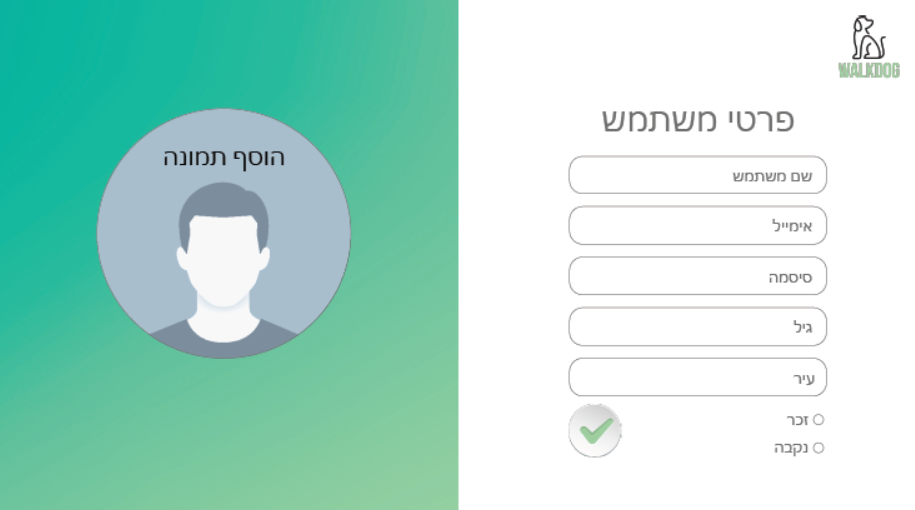 WALKDOG
פרטי משתמש
שם משתמש
אימייל
סיסמה
גיל
עיר
זכר
נקבה
הוסף תמונה